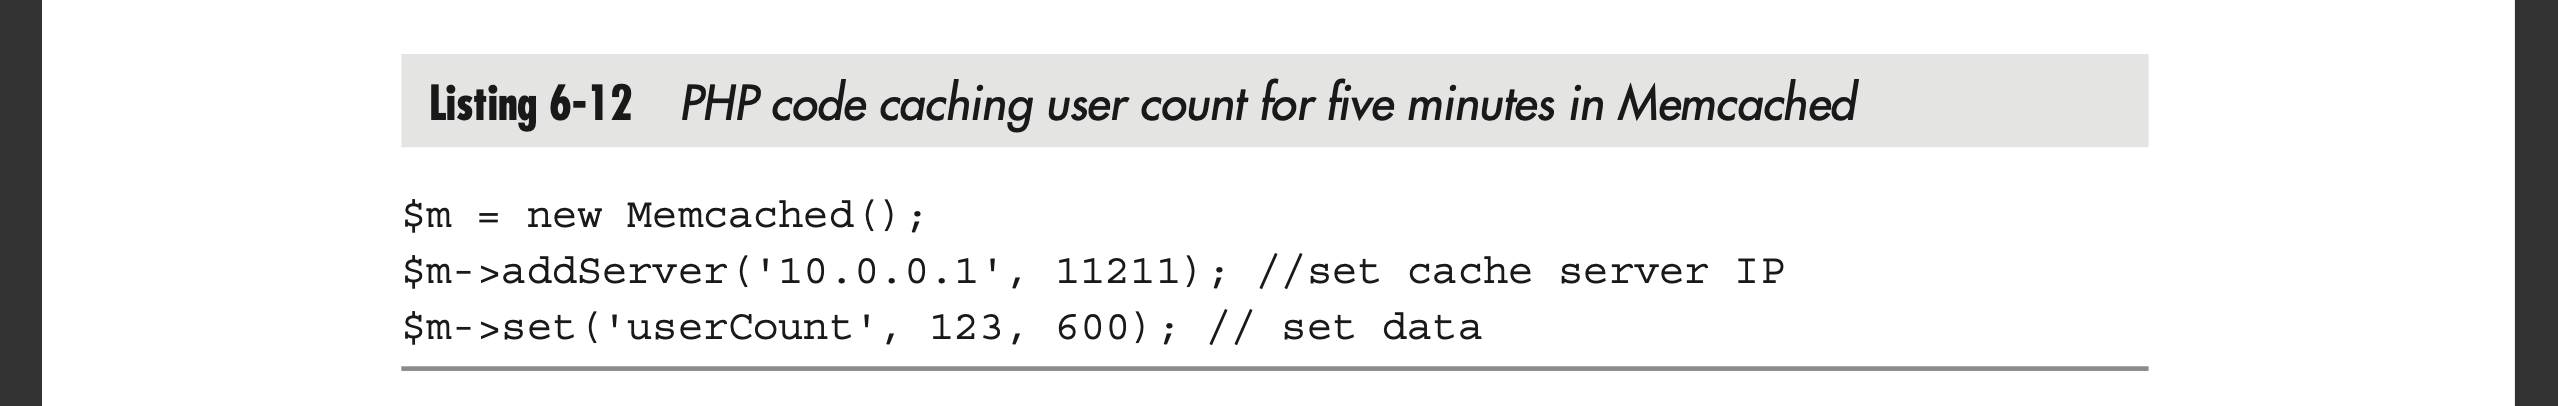 Listing 6-12 PHP code caching user count for five minutes in Memcached
$m = new Memcached();
$m->addServer('10.0.0.1', 11211); //set cache server IP
$m->set('userCount', 123, 600); // set data